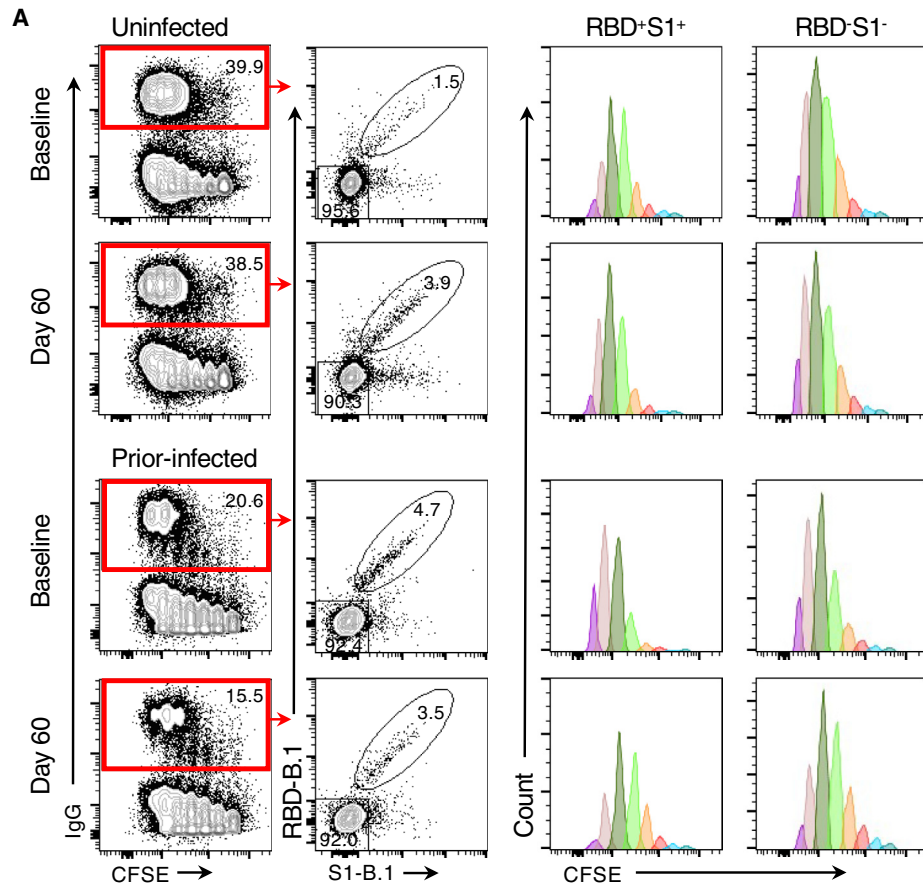 A
Uninfected
RBD+S1+
RBD-S1-
Baseline
39.9
1.5
95.6
Day 60
38.5
3.9
90.3
Prior-infected
Baseline
20.6
4.7
92.4
Day 60
15.5
3.5
92.0
IgG
RBD-B.1
Count
CFSE
S1-B.1
CFSE